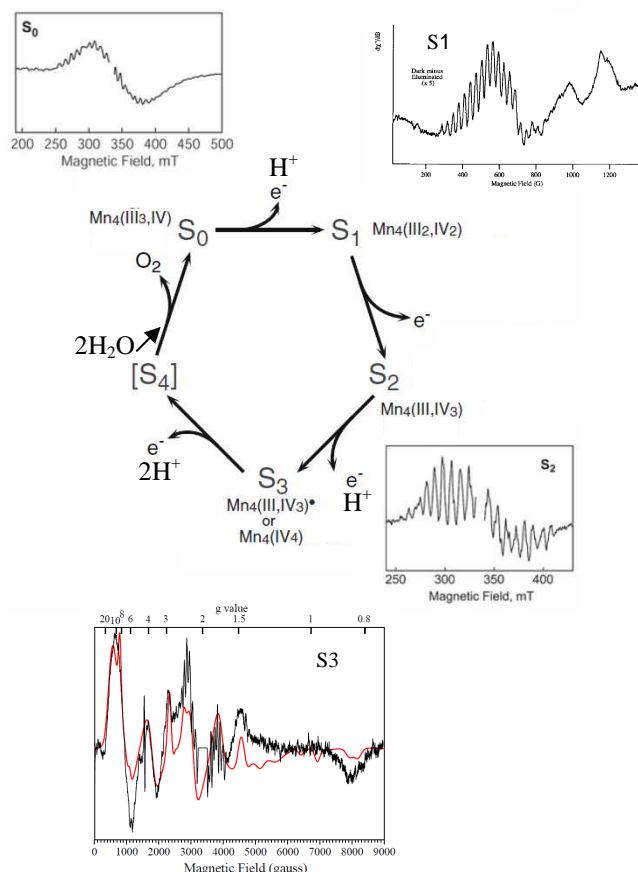 S0
200 250 300 350 400 450 500
Magnetic Field, mT
S1
dχ"/dB
Dark minus
Illuminated
(x 5)
200 400 600 800 1000 1200
Magnetic Field (G)
H+
e-
Mn4(III3,IV)
S0
S1
Mn4(III2,IV2)
O2
e-
2H2O
[S4]
S2
Mn4(III,IV3)
e-
2H+
S3
e-
H+
Mn4(III,IV3)•
or
Mn4(IV4)
S2
250 300 350 400
Magnetic Field, mT
g value
20 10 8 6 4 3 2 1.5 1 0.8
S3
0 1000 2000 3000 4000 5000 6000 7000 8000 9000
Magnetic Field (gauss)